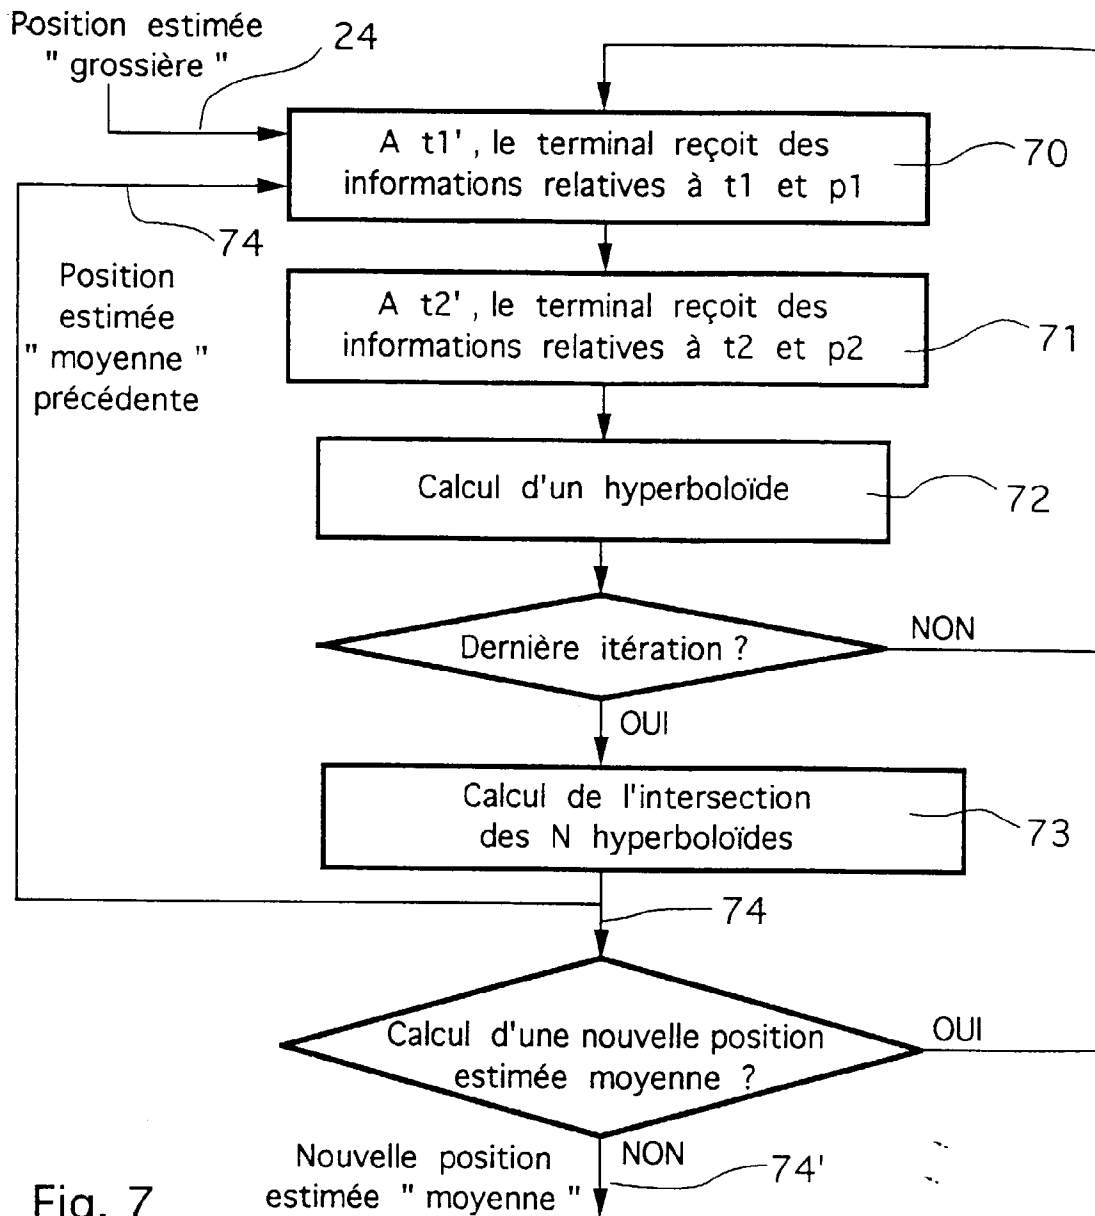 Position estimée
" grossière "
24
A t1', le terminal reçoit des
informations relatives à t1 et p1
70
74
Position
estimée
" moyenne "
précédente
A t2', le terminal reçoit des
informations relatives à t2 et p2
71
Calcul d'un hyperboloïde
72
Dernière itération ?
NON
OUI
Calcul de l'intersection
des N hyperboloïdes
73
74
Calcul d'une nouvelle position
estimée moyenne ?
OUI
NON
Nouvelle position
estimée " moyenne "
74'
Fig. 7